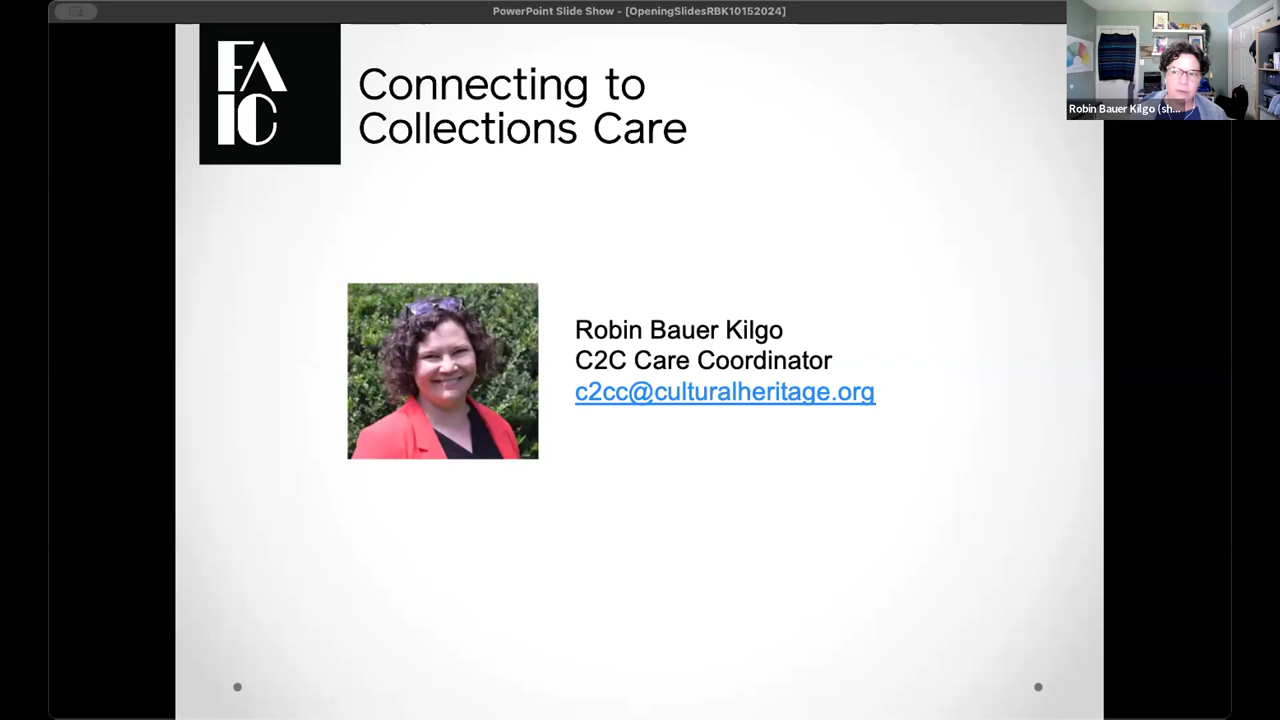 PowerPoint Slide Show - [OpeningSlidesRBK10152024]
FA
IC
Connecting to
Collections Care
Robin Bauer Kilgo (sh...
Robin Bauer Kilgo
C2C Care Coordinator
c2cc@culturalheritage.org